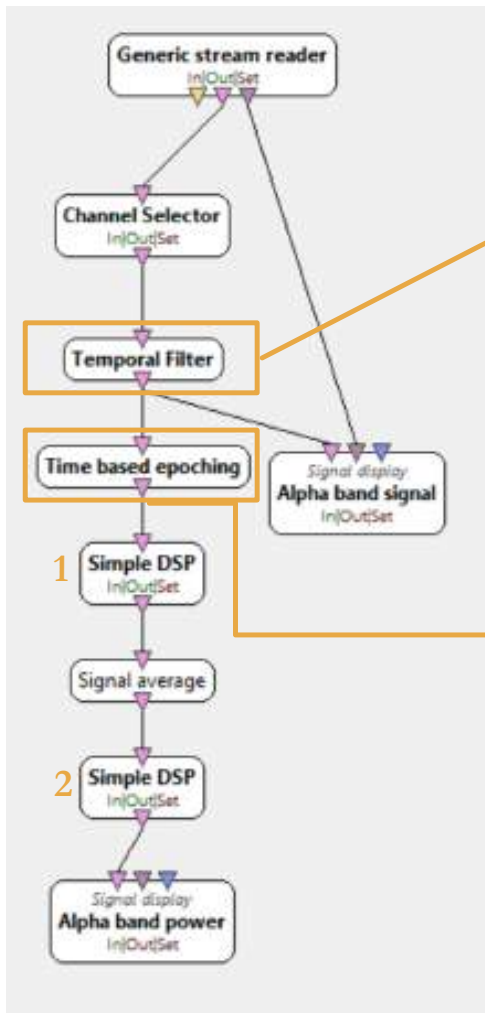 Generic stream reader
In|Out|Set
Channel Selector
In|Out|Set
Temporal Filter
Time based epoching
Signal display
Alpha band signal
In|Out|Set
1
Simple DSP
In|Out|Set
Signal average
2
Simple DSP
In|Out|Set
Signal display
Alpha band power
In|Out|Set